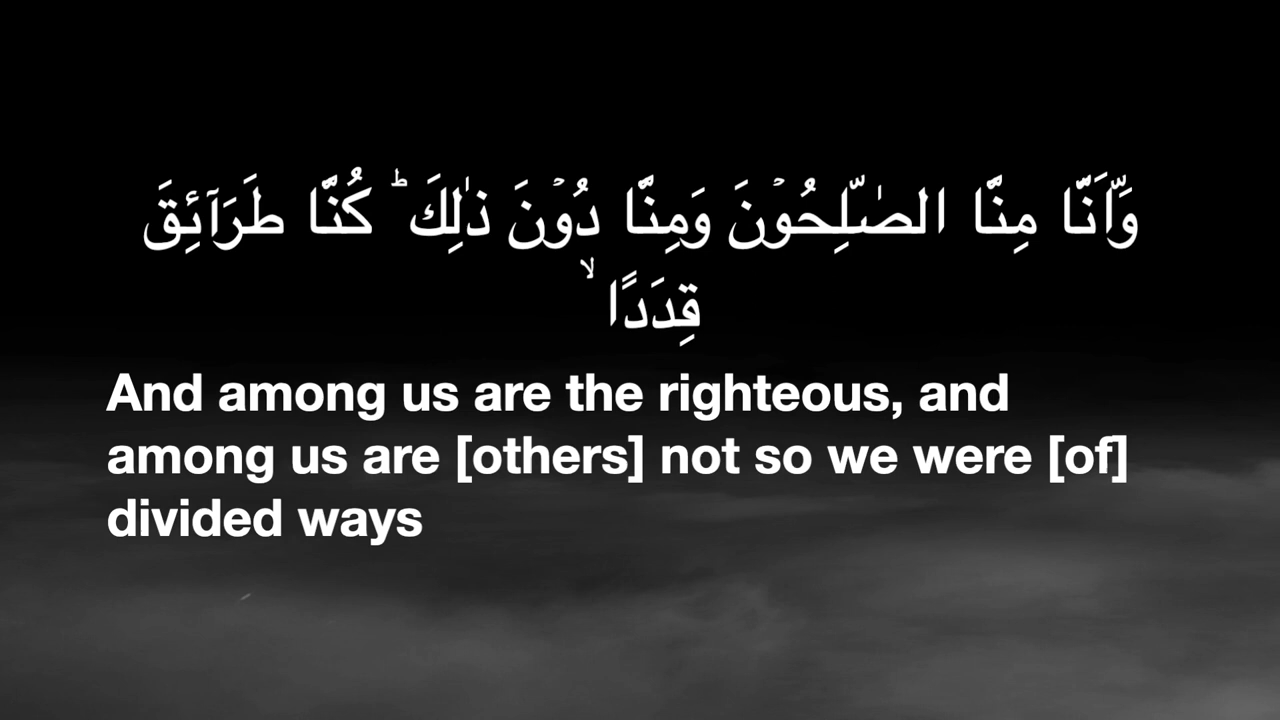 وَّاَنَّا مِنَّا الصّٰلِحُوۡنَ وَمِنَّا دُوۡنَ ذٰلِكَ ؕ كُنَّا طَرَآئِقَ
قِدَدًا ۙ
And among us are the righteous, and
among us are [others] not so we were [of]
divided ways